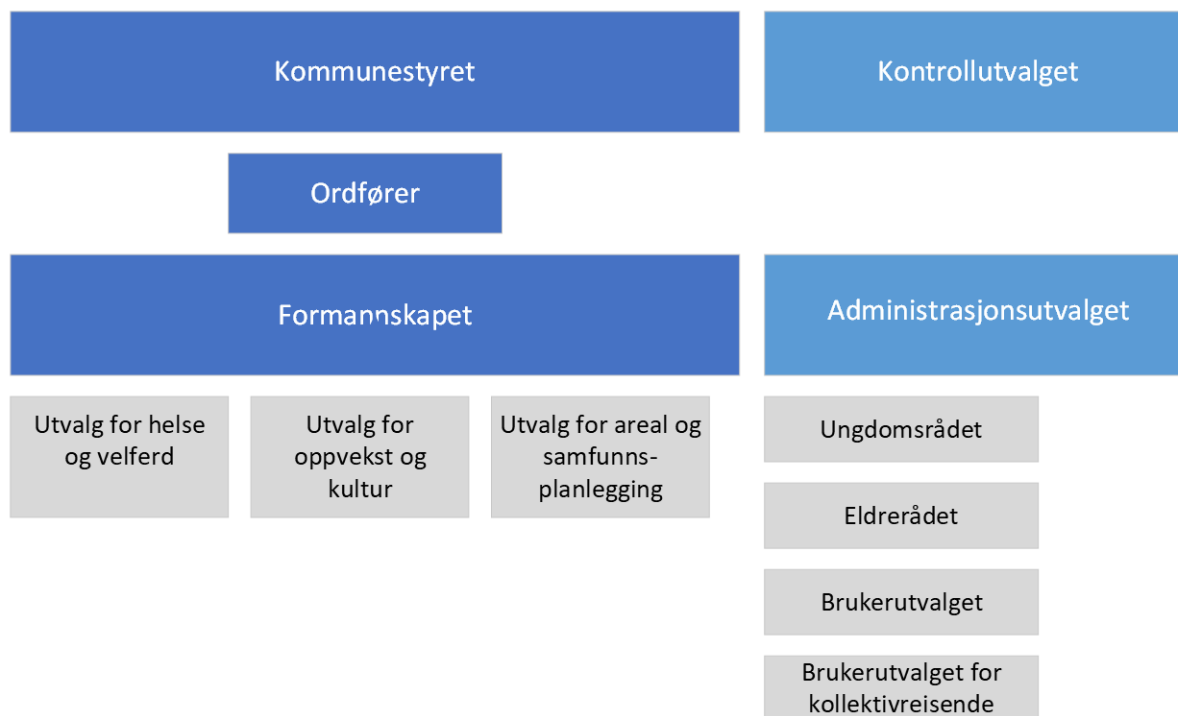 Kommunestyret
Kontrollutvalget
Ordfører
Formannskapet
Administrasjonsutvalget
Utvalg for helse
og velferd
Utvalg for
oppvekst og
kultur
Utvalg for areal og
samfunns-
planlegging
Ungdomsrådet
Eldrerådet
Brukerutvalget
Brukerutvalget for
kollektivreisende